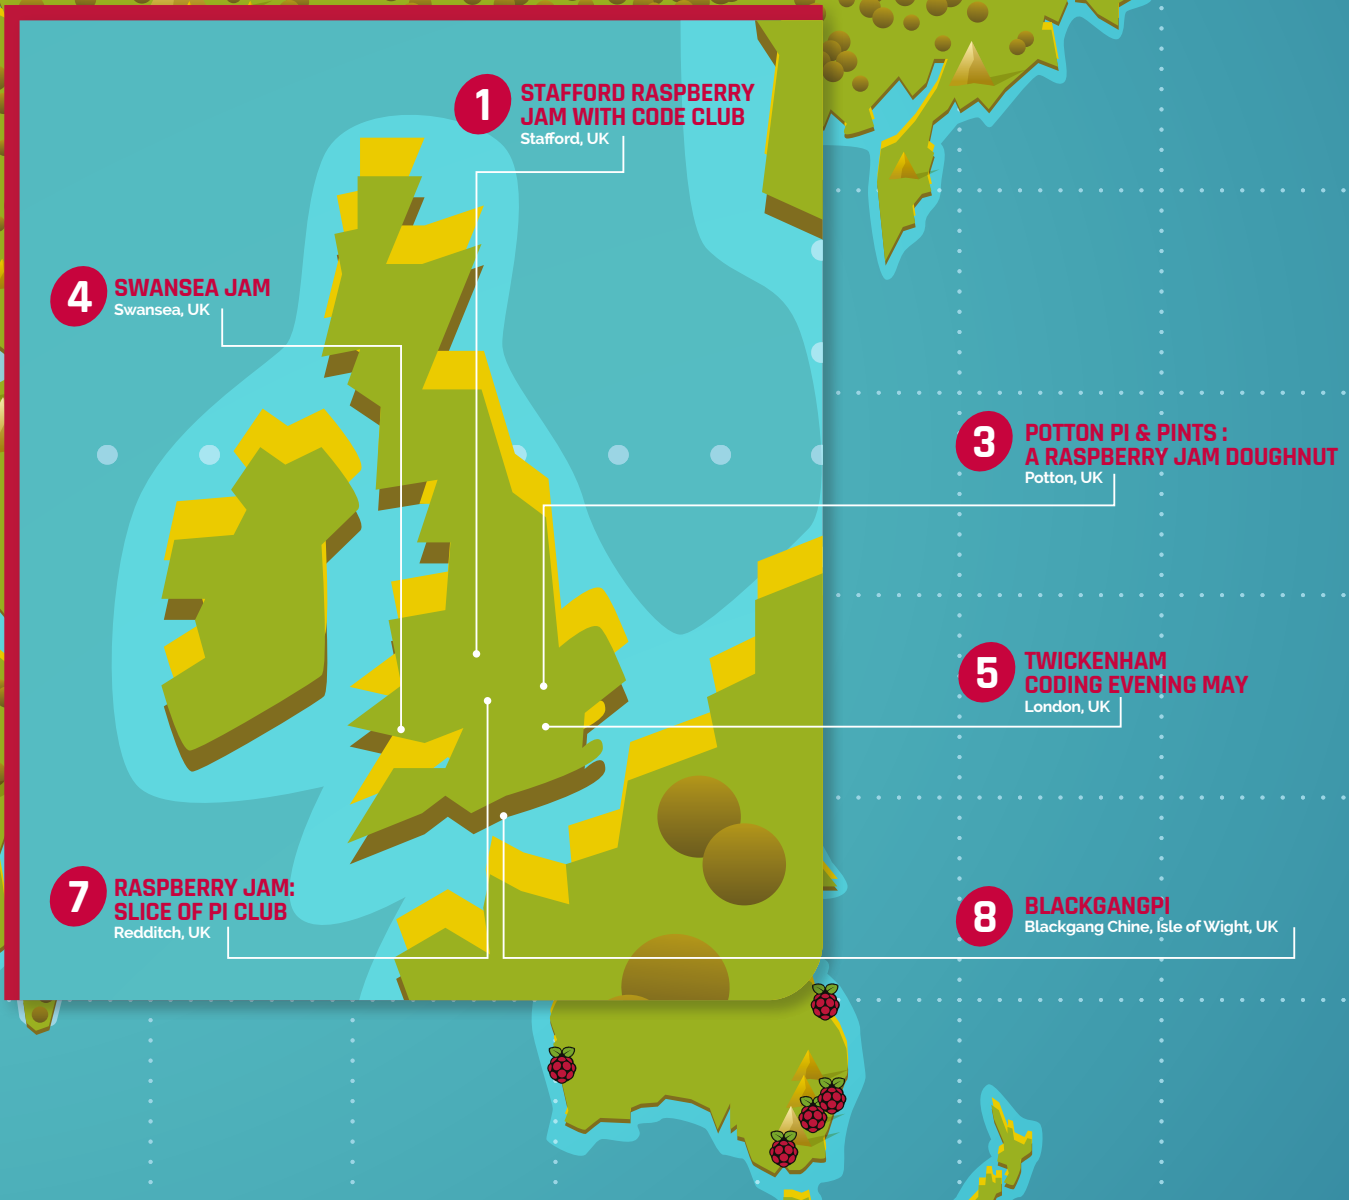 1
STAFFORD RASPBERRY
JAM WITH CODE CLUB
Stafford, UK
4
SWANSEA JAM
Swansea, UK
3
POTTON PI & PINTS :
A RASPBERRY JAM DOUGHNUT
Potton, UK
5
TWICKENHAM
CODING EVENING MAY
London, UK
7
RASPBERRY JAM:
SLICE OF PI CLUB
Redditch, UK
8
BLACKGANGPI
Blackgang Chine, Isle of Wight, UK